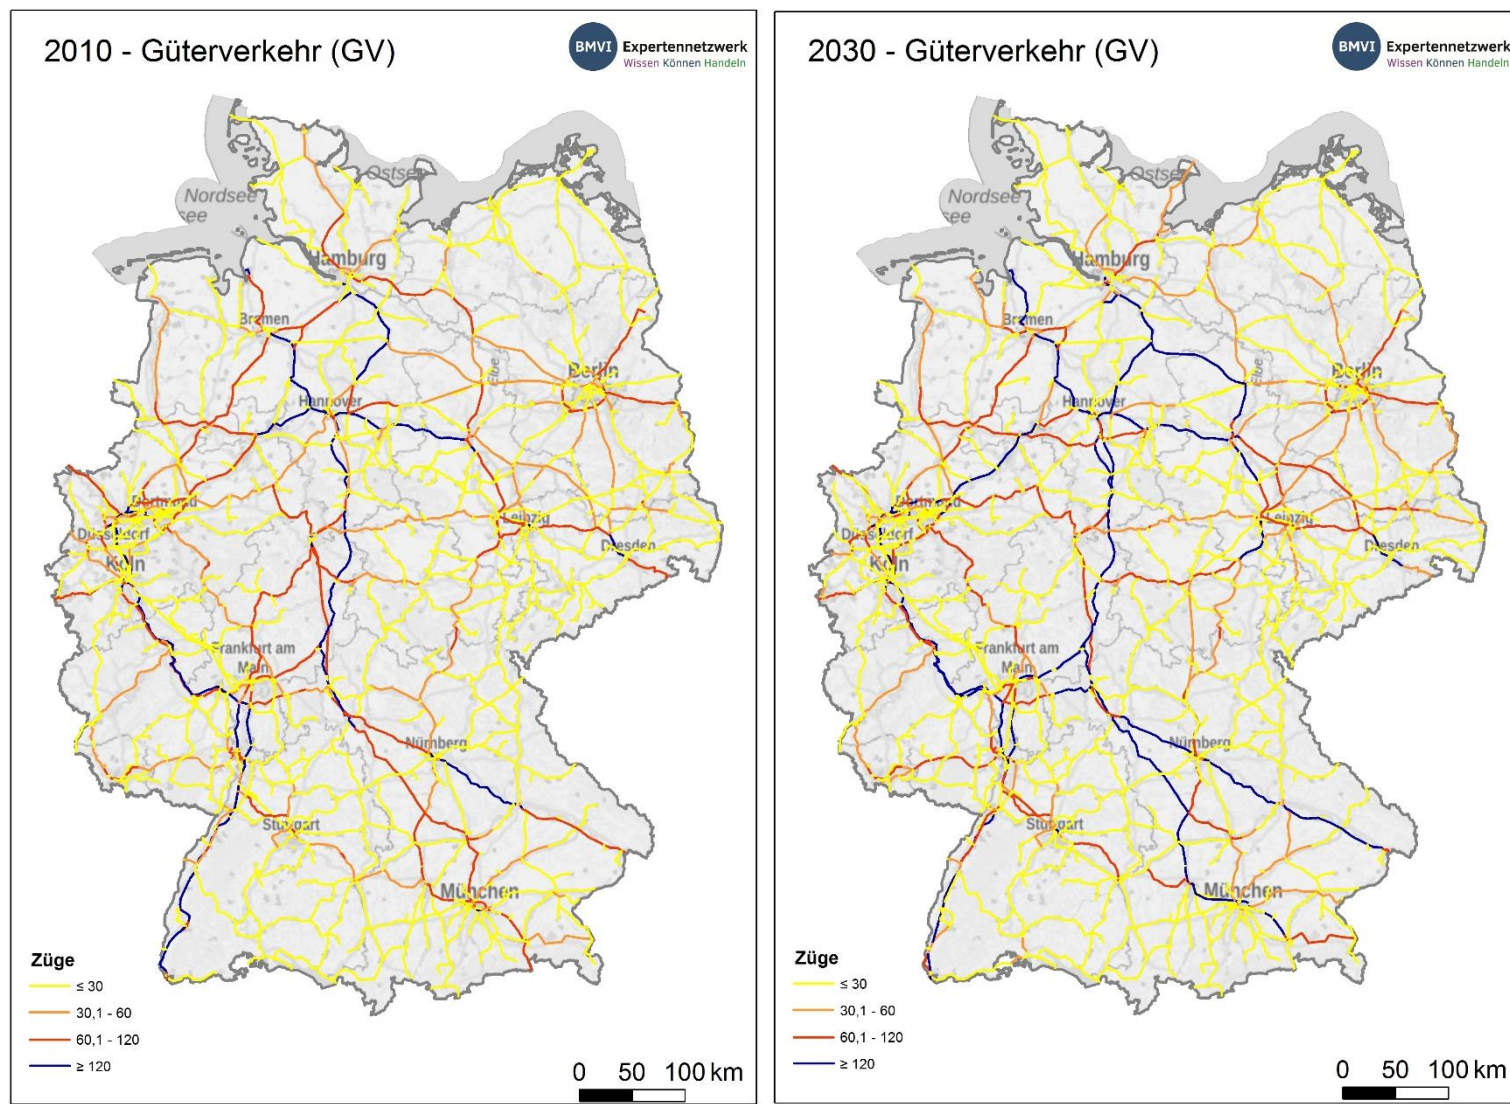 2010 - Güterverkehr (GV)
BMVI Expertennetzwerk
Wissen Können Handeln
Nordsee
see
Ostsee
Hamburg
Bremen
Elbe
Berlin
Hannover
Dortmund
Düsseldorf
Köln
Leipzig
Dresden
Frankfurt am
Main
Nürnberg
Stuttgart
München
Züge
≤ 30
30,1 - 60
60,1 - 120
≥ 120
0 50 100 km
2030 - Güterverkehr (GV)
BMVI Expertennetzwerk
Wissen Können Handeln
Nordsee
see
Ostsee
Hamburg
Bremen
Elbe
Berlin
Hannover
Dortmund
Düsseldorf
Köln
Leipzig
Dresden
Frankfurt am
Main
Nürnberg
Stuttgart
München
Züge
≤ 30
30,1 - 60
60,1 - 120
≥ 120
0 50 100 km